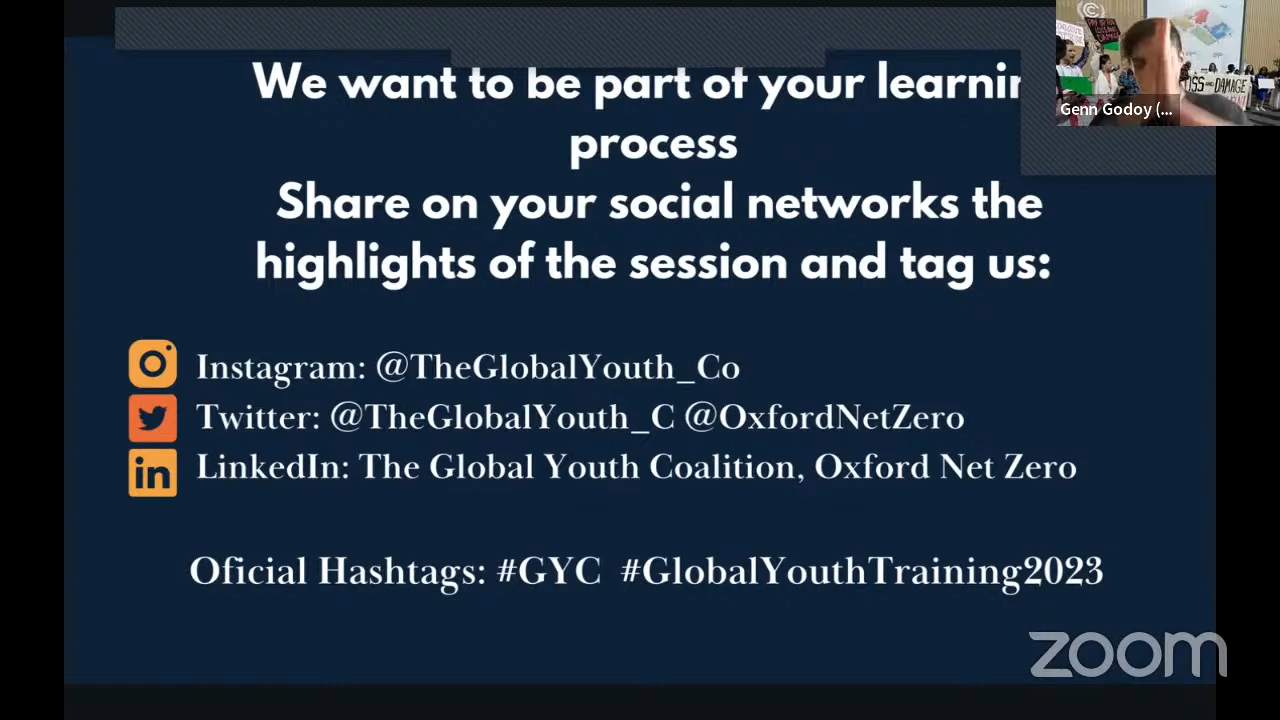 We want to be part of your learnin
process
Share on your social networks the
highlights of the session and tag us:
Instagram: @TheGlobalYouth_Co
Twitter: @TheGlobalYouth_C @OxfordNetZero
LinkedIn: The Global Youth Coalition, Oxford Net Zero
Oficial Hashtags: #GYC #GlobalYouthTraining2023
Genn Godoy (...
DAMAGE
zoom